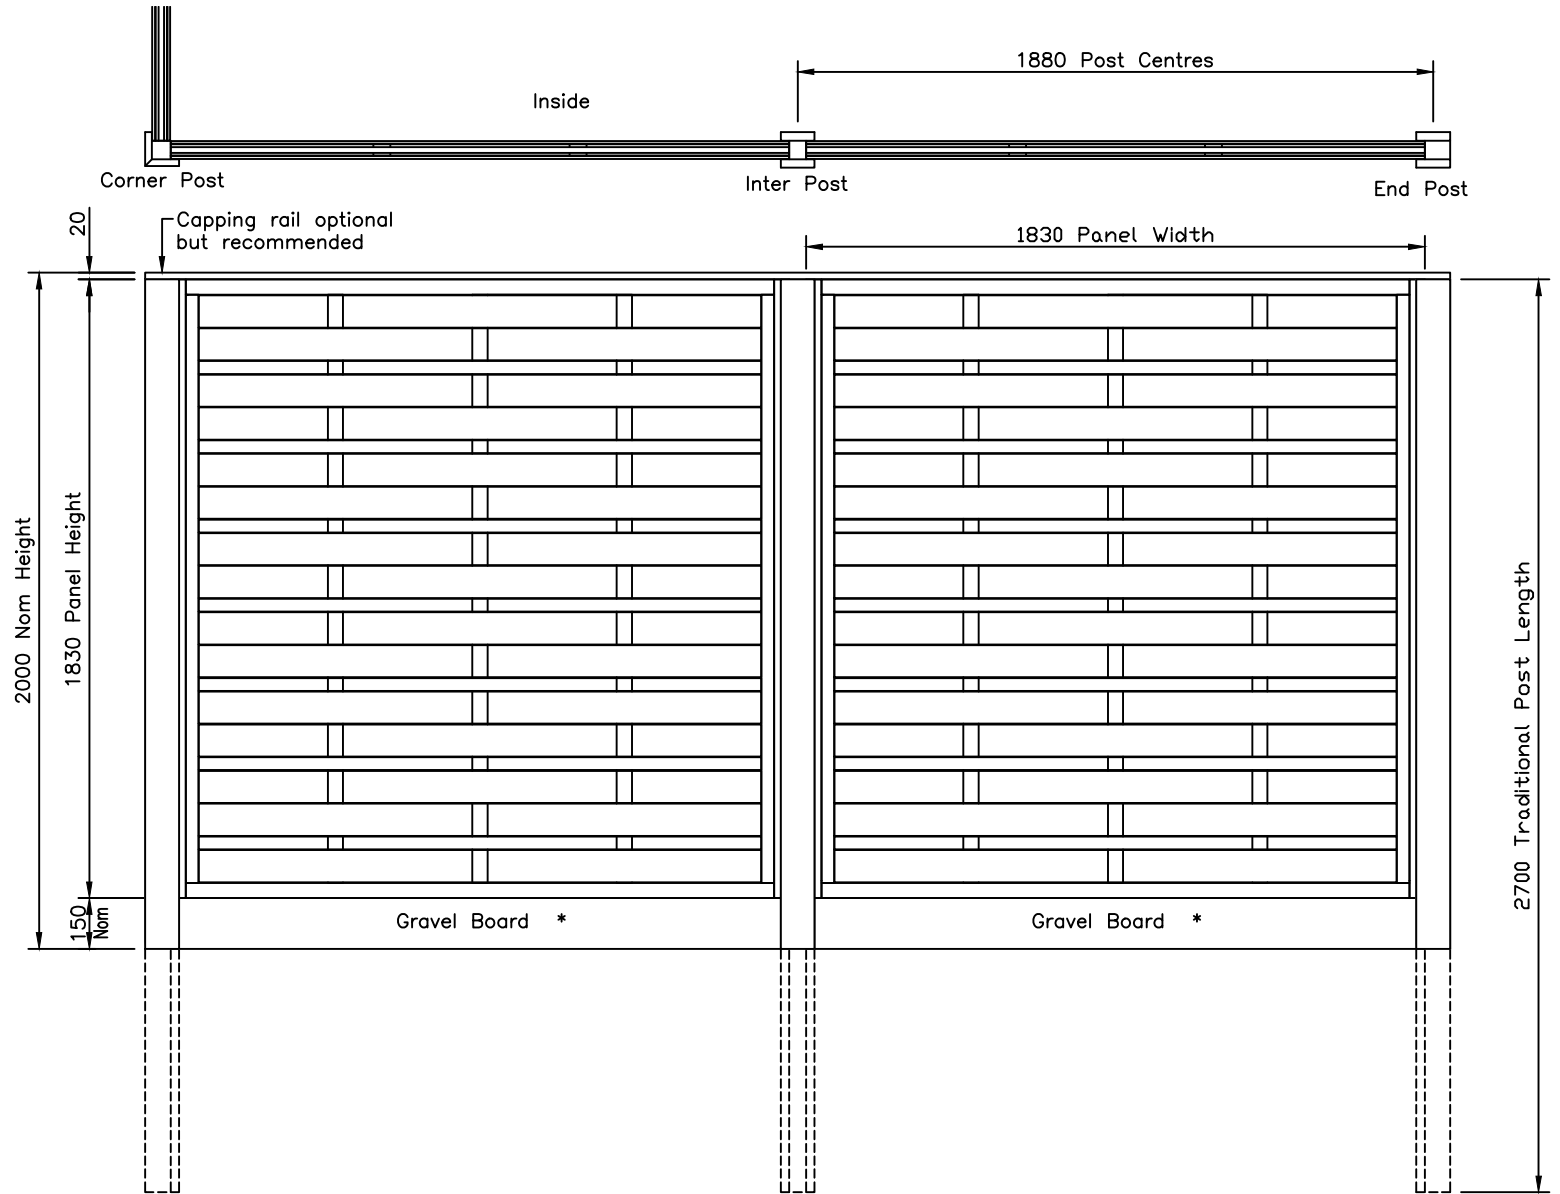 1880 Post Centres
Inside
Corner Post
Inter Post
End Post
20
Capping rail optional
but recommended
1830 Panel Width
2000 Nom Height
1830 Panel Height
2700 Traditional Post Length
150
Nom
Gravel Board *
Gravel Board *